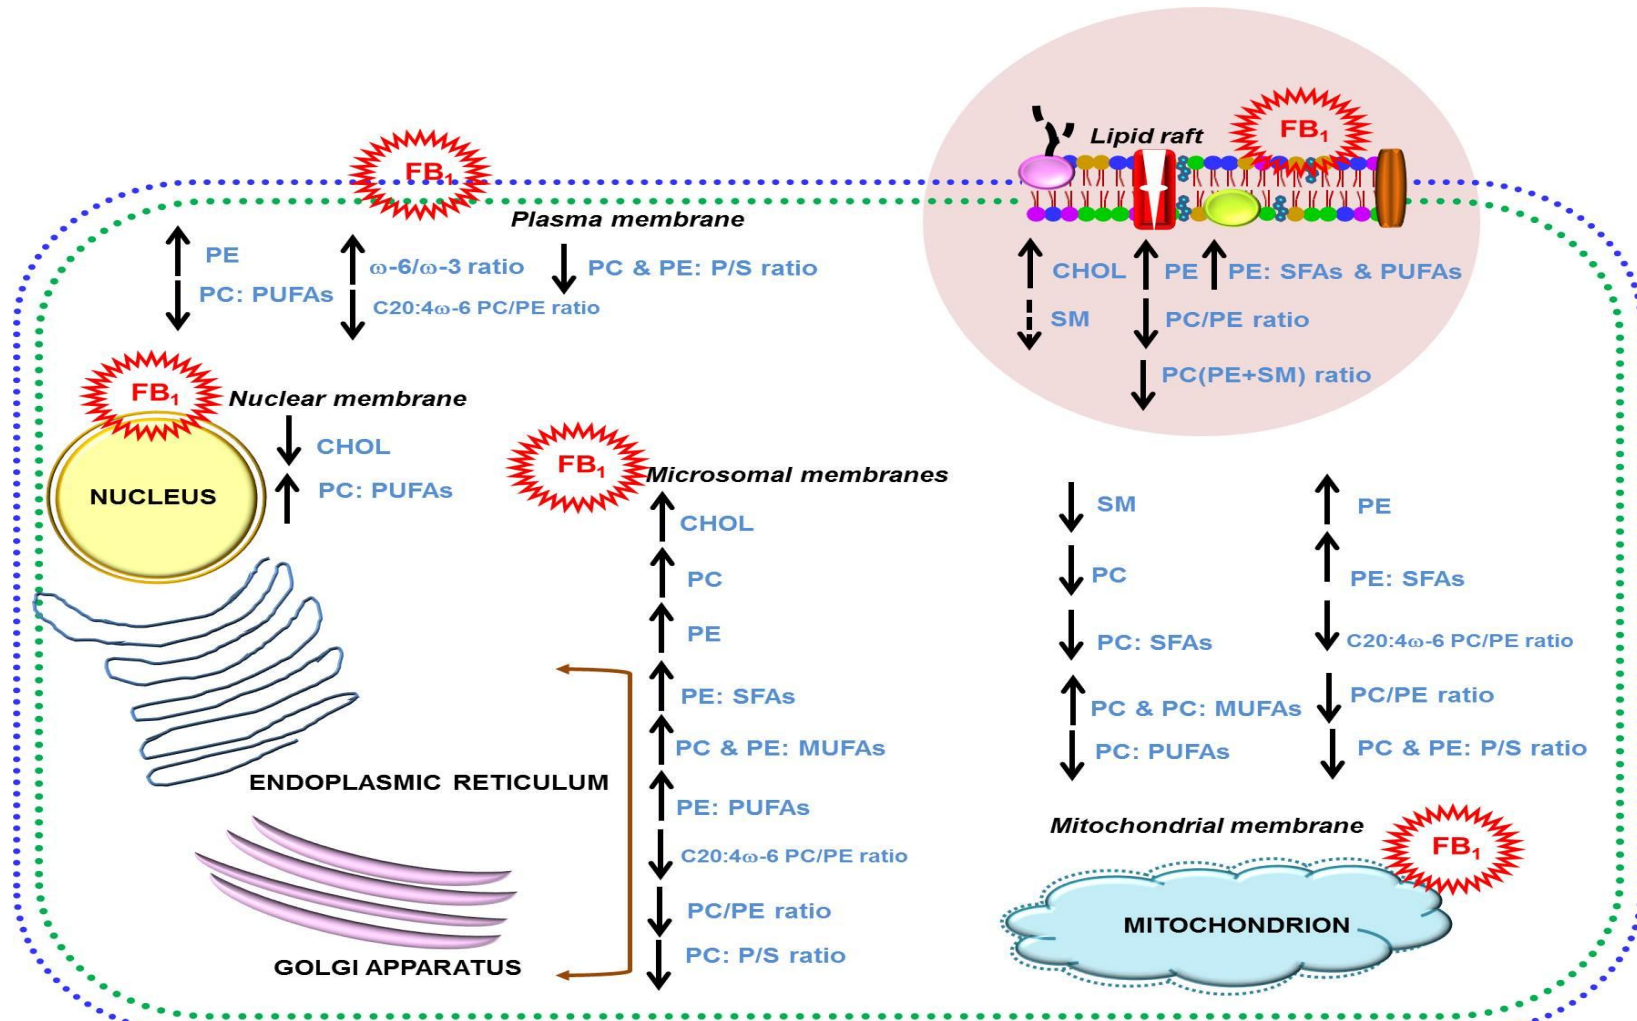 FB1
Plasma membrane
PE
PC: PUFAs
ω-6/ω-3 ratio
C20:4ω-6 PC/PE ratio
PC & PE: P/S ratio
Lipid raft
FB1
CHOL
SM
PE
PC/PE ratio
PC(PE+SM) ratio
PE: SFAs & PUFAs
FB1
Nuclear membrane
CHOL
PC: PUFAs
NUCLEUS
FB1
Microsomal membranes
CHOL
PC
PE
PE: SFAs
PC & PE: MUFAs
PE: PUFAs
C20:4ω-6 PC/PE ratio
PC/PE ratio
PC: P/S ratio
ENDOPLASMIC RETICULUM
GOLGI APPARATUS
SM
PC
PC: SFAs
PC & PC: MUFAs
PC: PUFAs
PE
PE: SFAs
C20:4ω-6 PC/PE ratio
PC/PE ratio
PC & PE: P/S ratio
Mitochondrial membrane
FB1
MITOCHONDRION